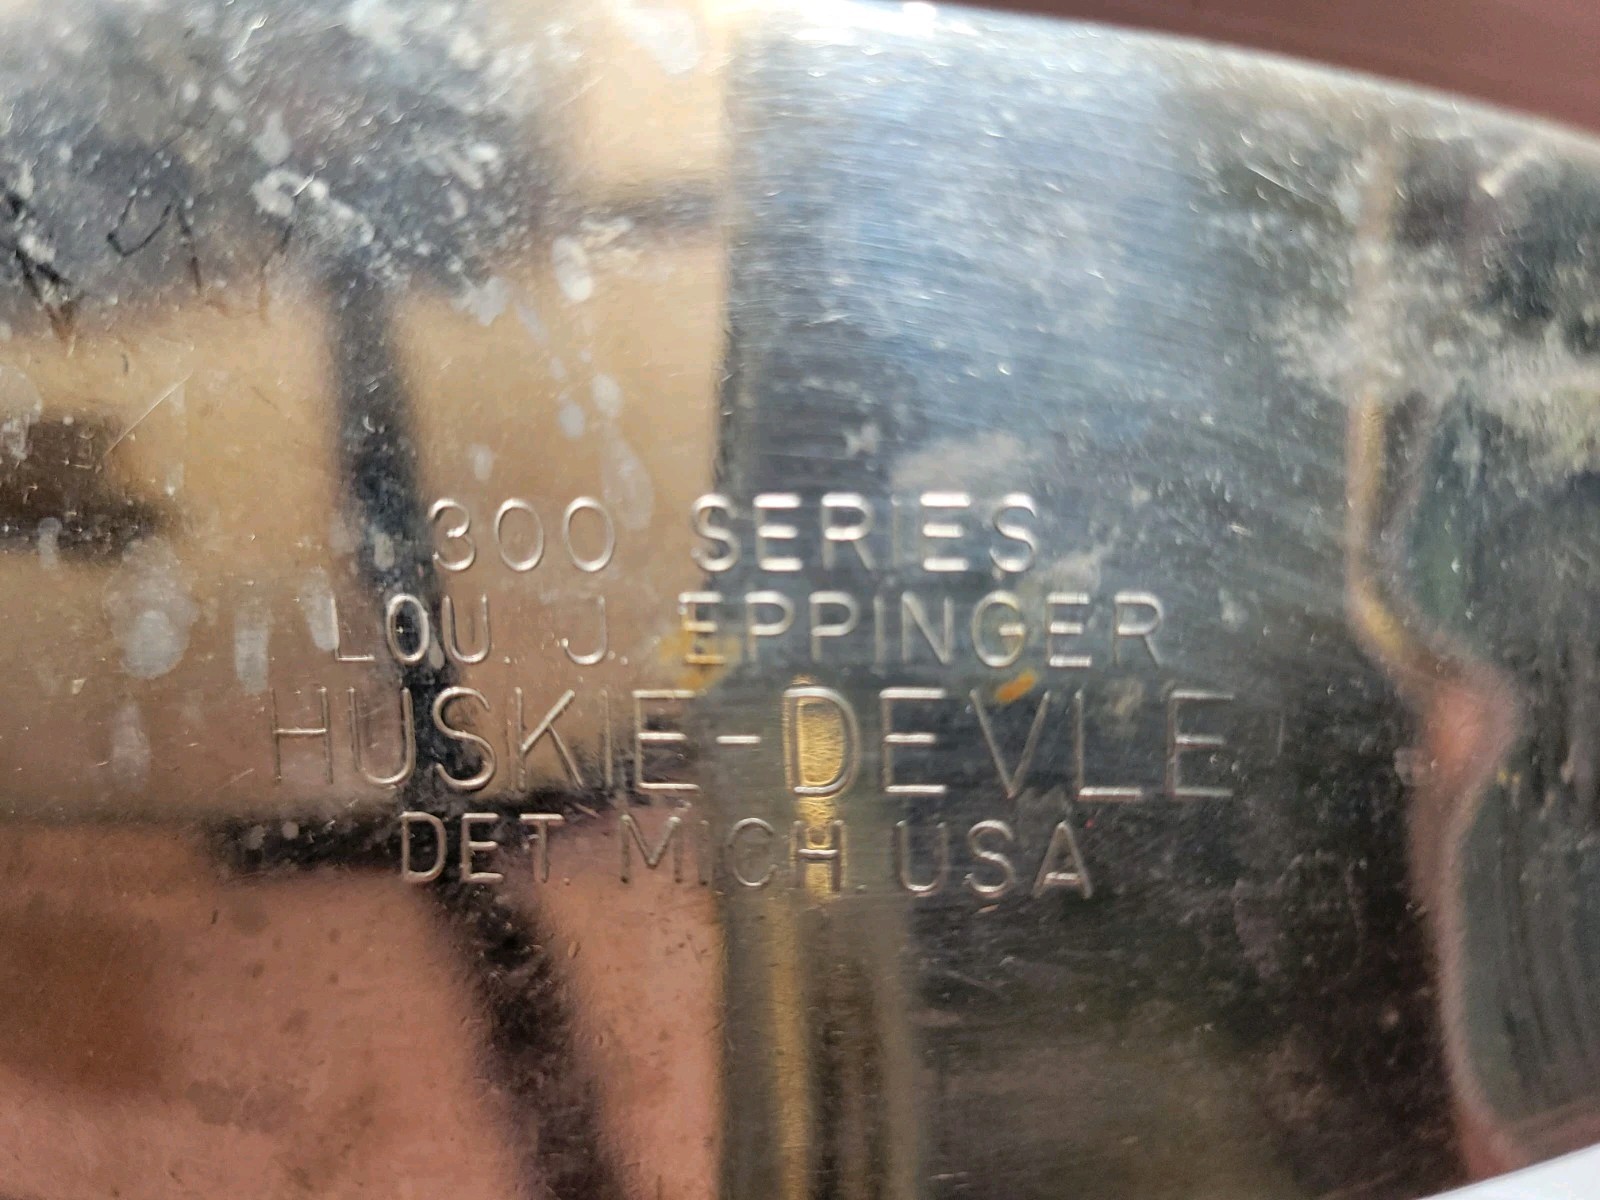 300 SERIES
LOU J. EPPINGER
HUSKIE-DEVLE
DET. MICH. USA